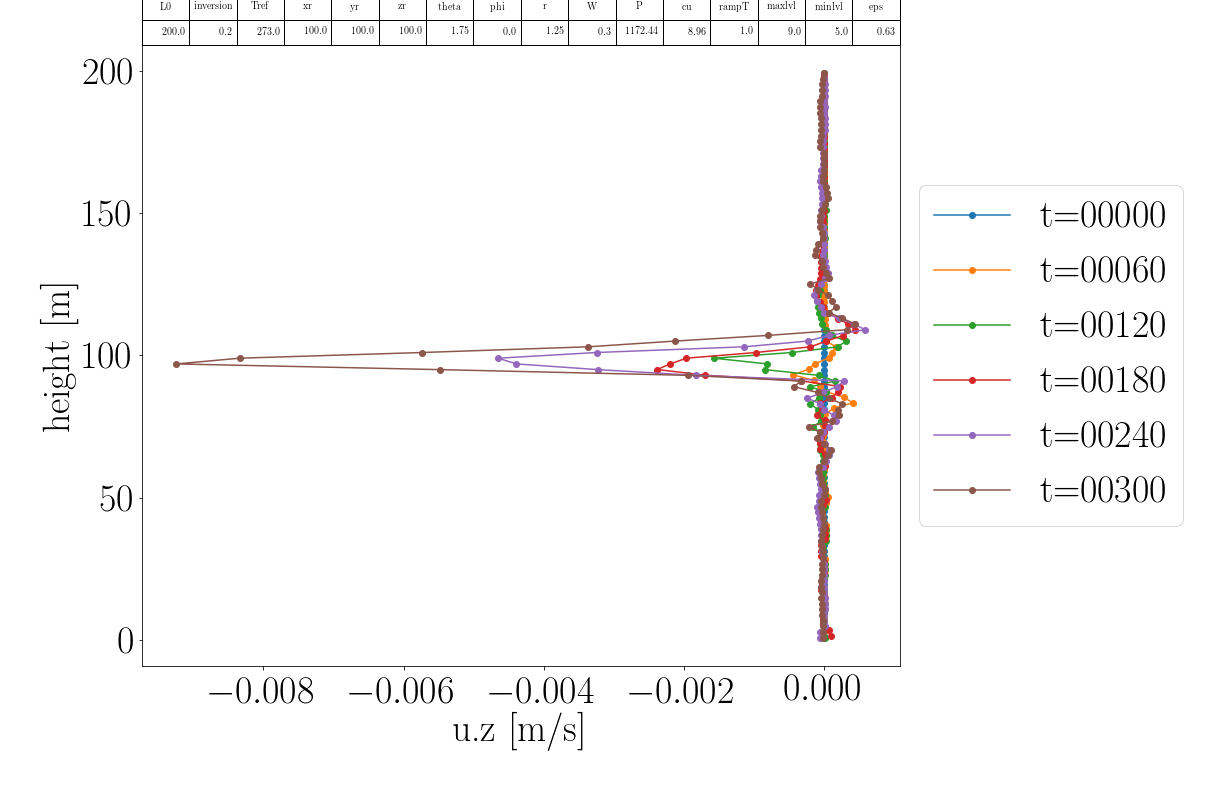 L0 inversion Tref xr yr zr theta phi r W P cu rampT maxlvl minlvl eps
200.0 0.2 273.0 100.0 100.0 100.0 1.75 0.0 1.25 0.3 1172.44 8.96 1.0 9.0 5.0 0.63
200
150
100
50
0
height [m]
−0.008 −0.006 −0.004 −0.002 0.000
u.z [m/s]
t=00000
t=00060
t=00120
t=00180
t=00240
t=00300